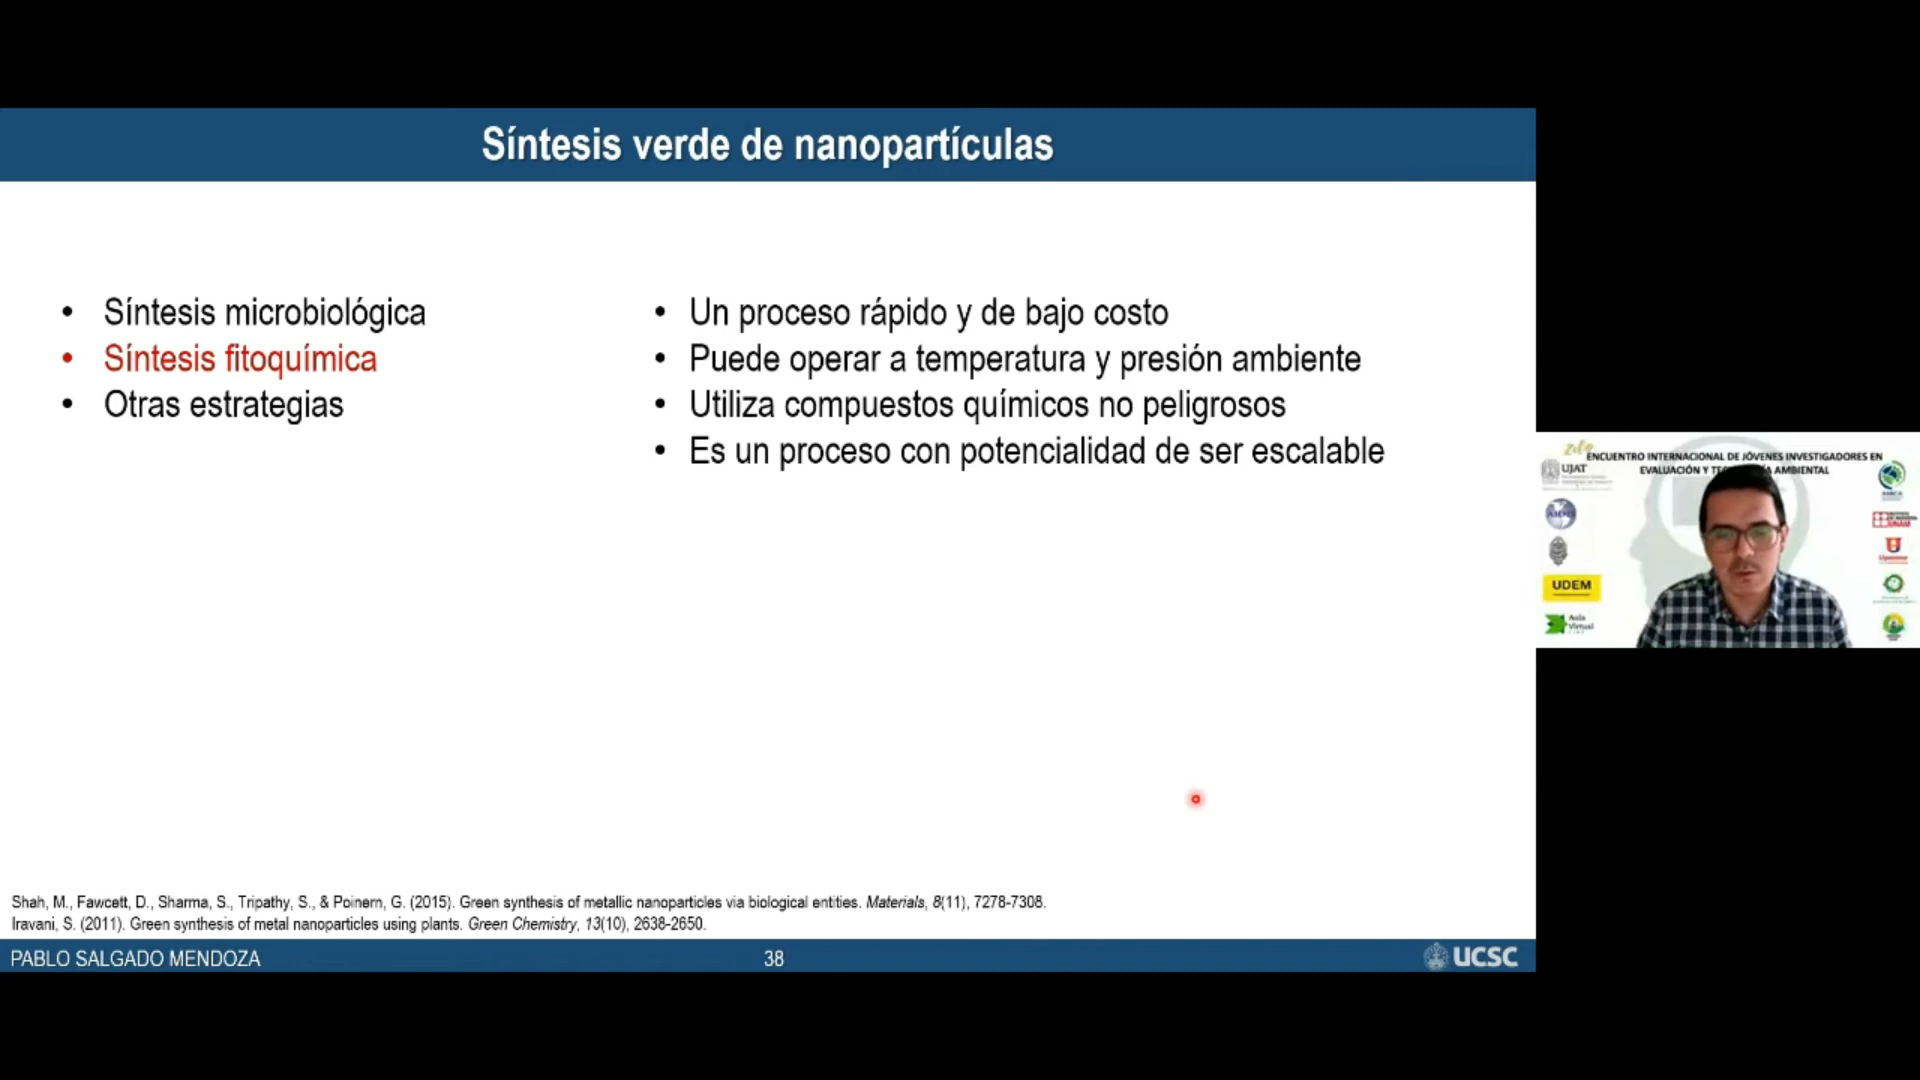 Síntesis verde de nanopartículas
• Síntesis microbiológica
• Síntesis fitoquímica
• Otras estrategias
• Un proceso rápido y de bajo costo
• Puede operar a temperatura y presión ambiente
• Utiliza compuestos químicos no peligrosos
• Es un proceso con potencialidad de ser escalable
Shah, M., Fawcett, D., Sharma, S., Tripathy, S., & Poinern, G. (2015). Green synthesis of metallic nanoparticles via biological entities. Materials, 8(11), 7278-7308.
Iravani, S. (2011). Green synthesis of metal nanoparticles using plants. Green Chemistry, 13(10), 2638-2650.
PABLO SALGADO MENDOZA
38
UCSC
ENCUENTRO INTERNACIONAL DE JÓVENES INVESTIGADORES EN
EVALUACIÓN Y AMBIENTAL
UJAT
UDEM
Aula
Virtual